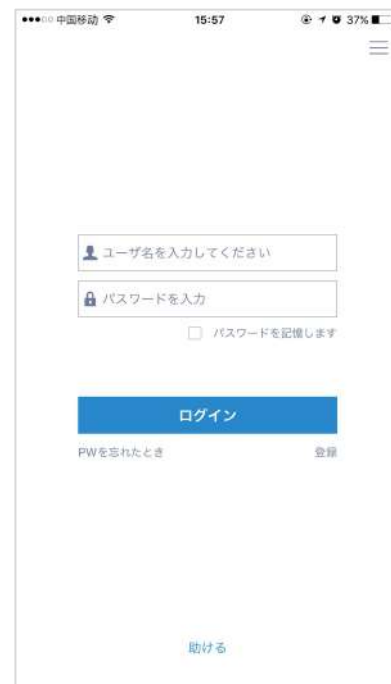 中国移动 15:57 37%
ユーザ名を入力してください
パスワードを入力
パスワードを記憶します
ログイン
PWを忘れたとき 登録
助ける